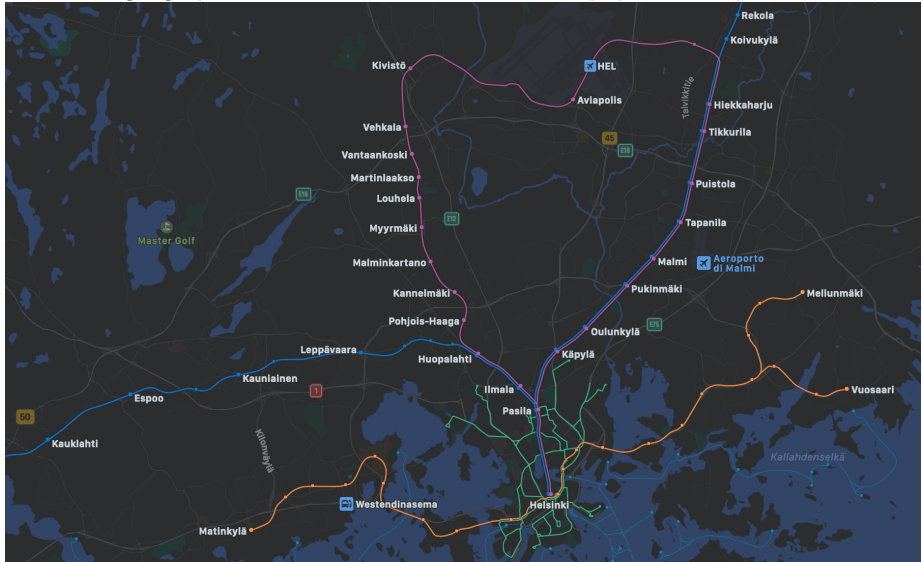 Rekola
Koivukylä
Kivistö
HEL
Aviapolis
Talvikkitie
Hiekkaharju
Vehkala
45
Tikkurila
Vantaankoski
E18
Martinlaakso
Puistola
E18
Louhela
E12
Tapanila
Myyrmäki
Master Golf
Malminkartano
Malmi
Aeroporto
di Malmi
Pukinmäki
Mellunmäki
Kannelmäki
Pohjois-Haaga
Oulunkylä
E75
Leppävaara
Huopalahti
Käpylä
Kauniainen
Ilmala
Vuosaari
Espoo
1
Pasila
50
Kauklahti
Kilonväylä
Kallahdenselkä
Westendinasema
Helsinki
Matinkylä